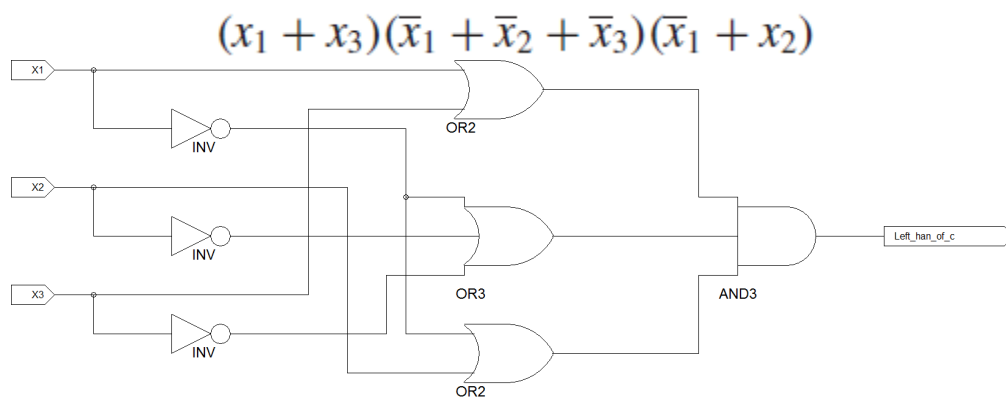 (x₁ + x₃)(x̅₁ + x̅₂ + x̅₃)(x̅₁ + x₂)
X1
OR2
INV
X2
INV
Left_han_of_c
X3
OR3
AND3
INV
OR2